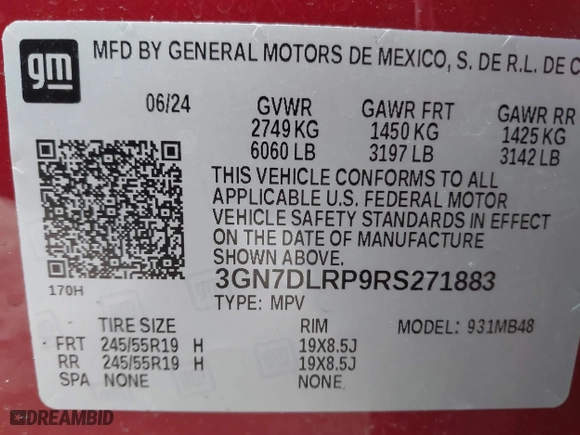 gm
MFD BY GENERAL MOTORS DE MEXICO, S. DE R.L. DE C
06/24 GVWR GAWR FRT GAWR RR
2749 KG 1450 KG 1425 KG
6060 LB 3197 LB 3142 LB
THIS VEHICLE CONFORMS TO ALL
APPLICABLE U.S. FEDERAL MOTOR
VEHICLE SAFETY STANDARDS IN EFFECT
ON THE DATE OF MANUFACTURE
SHOWN ABOVE.
170H 3GN7DLRP9RS271883
TYPE: MPV
TIRE SIZE RIM MODEL: 931MB48
FRT 245/55R19 H 19X8.5J
RR 245/55R19 H 19X8.5J
SPA NONE NONE
DREAMBID